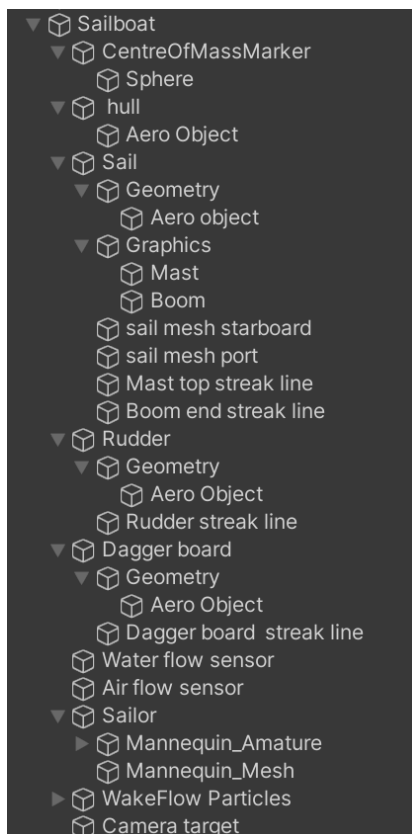 Sailboat
CentreOfMassMarker
Sphere
hull
Aero Object
Sail
Geometry
Aero object
Graphics
Mast
Boom
sail mesh starboard
sail mesh port
Mast top streak line
Boom end streak line
Rudder
Geometry
Aero Object
Rudder streak line
Dagger board
Geometry
Aero Object
Dagger board  streak line
Water flow sensor
Air flow sensor
Sailor
Mannequin_Amature
Mannequin_Mesh
WakeFlow Particles
Camera target